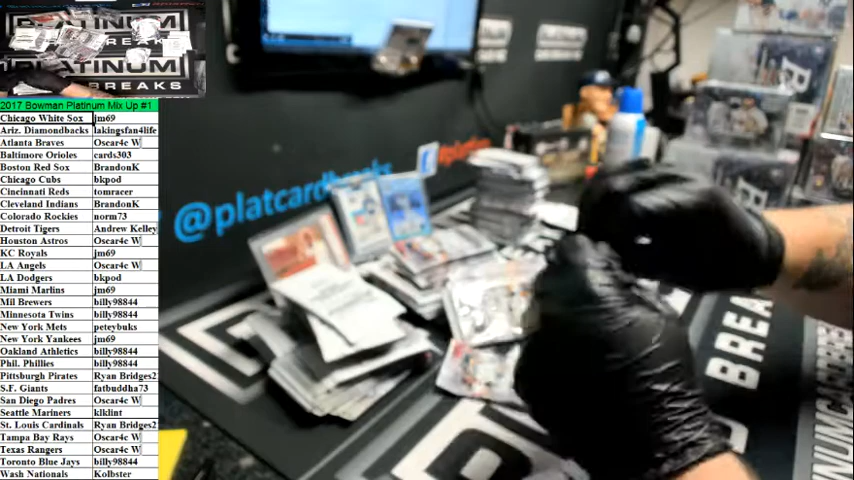 PLATINUM
BREAKS
PLATINUM
BREAKS
2017 Bowman Platinum Mix Up #1
Chicago White Sox jm69
Ariz. Diamondbacks lakingsfan4life
Atlanta Braves Oscar4c W
Baltimore Orioles cards303
Boston Red Sox BrandonK
Chicago Cubs bkpod
Cincinnati Reds tomracer
Cleveland Indians BrandonK
Colorado Rockies norm73
Detroit Tigers Andrew Kelley
Houston Astros Oscar4c W
KC Royals jm69
LA Angels Oscar4c W
LA Dodgers bkpod
Miami Marlins jm69
Mil Brewers billy98844
Minnesota Twins billy98844
New York Mets peteybuks
New York Yankees jm69
Oakland Athletics billy98844
Phil. Phillies billy98844
Pittsburgh Pirates Ryan Bridges2
S.F. Giants fatbuddha73
San Diego Padres Oscar4c W
Seattle Mariners klklint
St. Louis Cardinals Ryan Bridges2
Tampa Bay Rays Oscar4c W
Texas Rangers Oscar4c W
Toronto Blue Jays billy98844
Wash Nationals Kolbster
@platcardbreaks
f
BREA